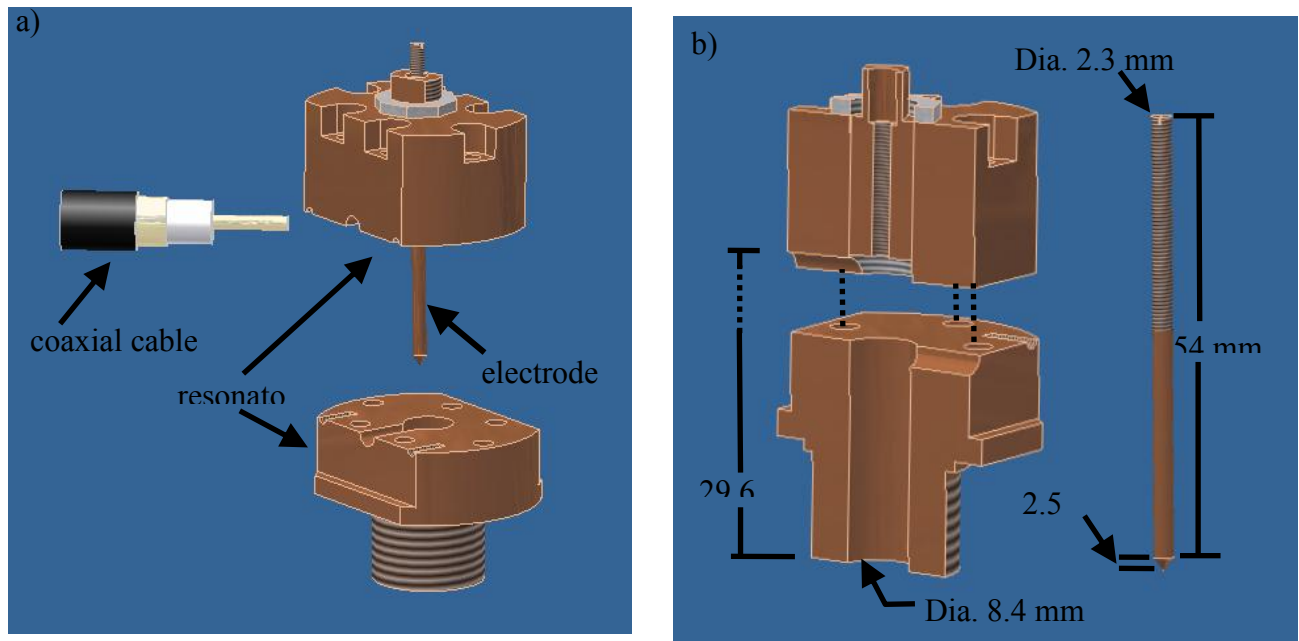 a)
coaxial cable
resonato
electrode
b)
Dia. 2.3 mm
54 mm
29.6
2.5
Dia. 8.4 mm